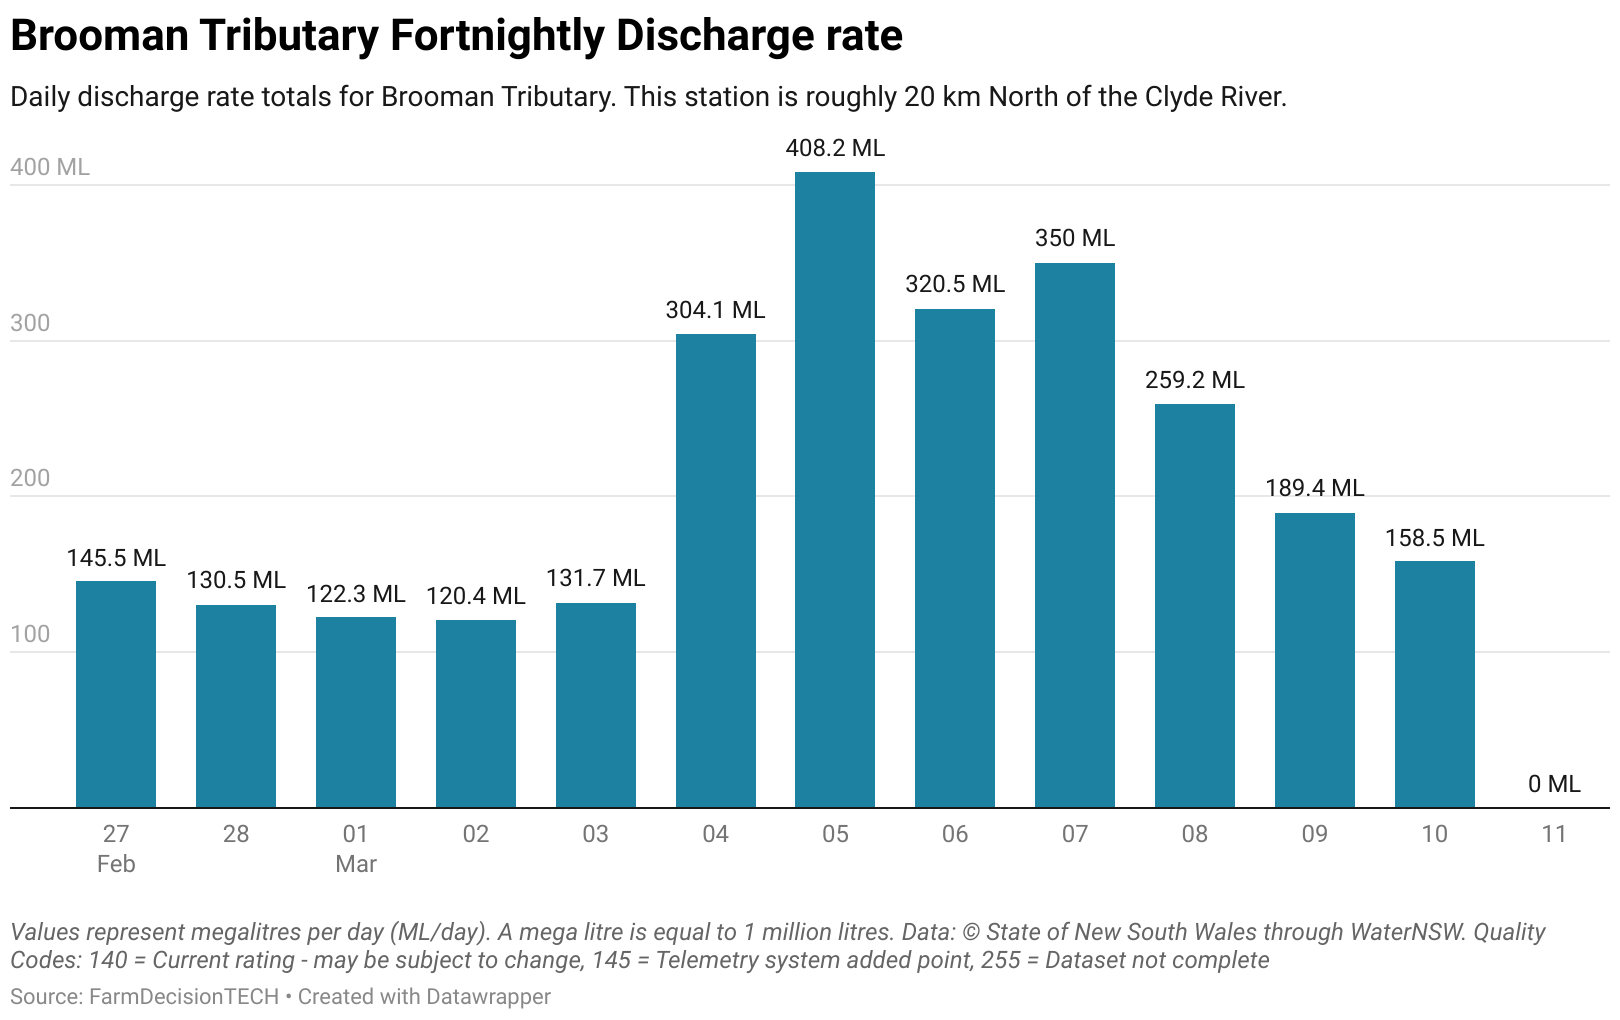 Brooman Tributary Fortnightly Discharge rate
Daily discharge rate totals for Brooman Tributary. This station is roughly 20 km North of the Clyde River.
400 ML
300
200
100
145.5 ML
130.5 ML
122.3 ML
120.4 ML
131.7 ML
304.1 ML
408.2 ML
320.5 ML
350 ML
259.2 ML
189.4 ML
158.5 ML
0 ML
27 28 01 02 03 04 05 06 07 08 09 10 11
Feb Mar
Values represent megalitres per day (ML/day). A mega litre is equal to 1 million litres. Data: © State of New South Wales through WaterNSW. Quality
Codes: 140 = Current rating - may be subject to change, 145 = Telemetry system added point, 255 = Dataset not complete
Source: FarmDecisionTECH • Created with Datawrapper